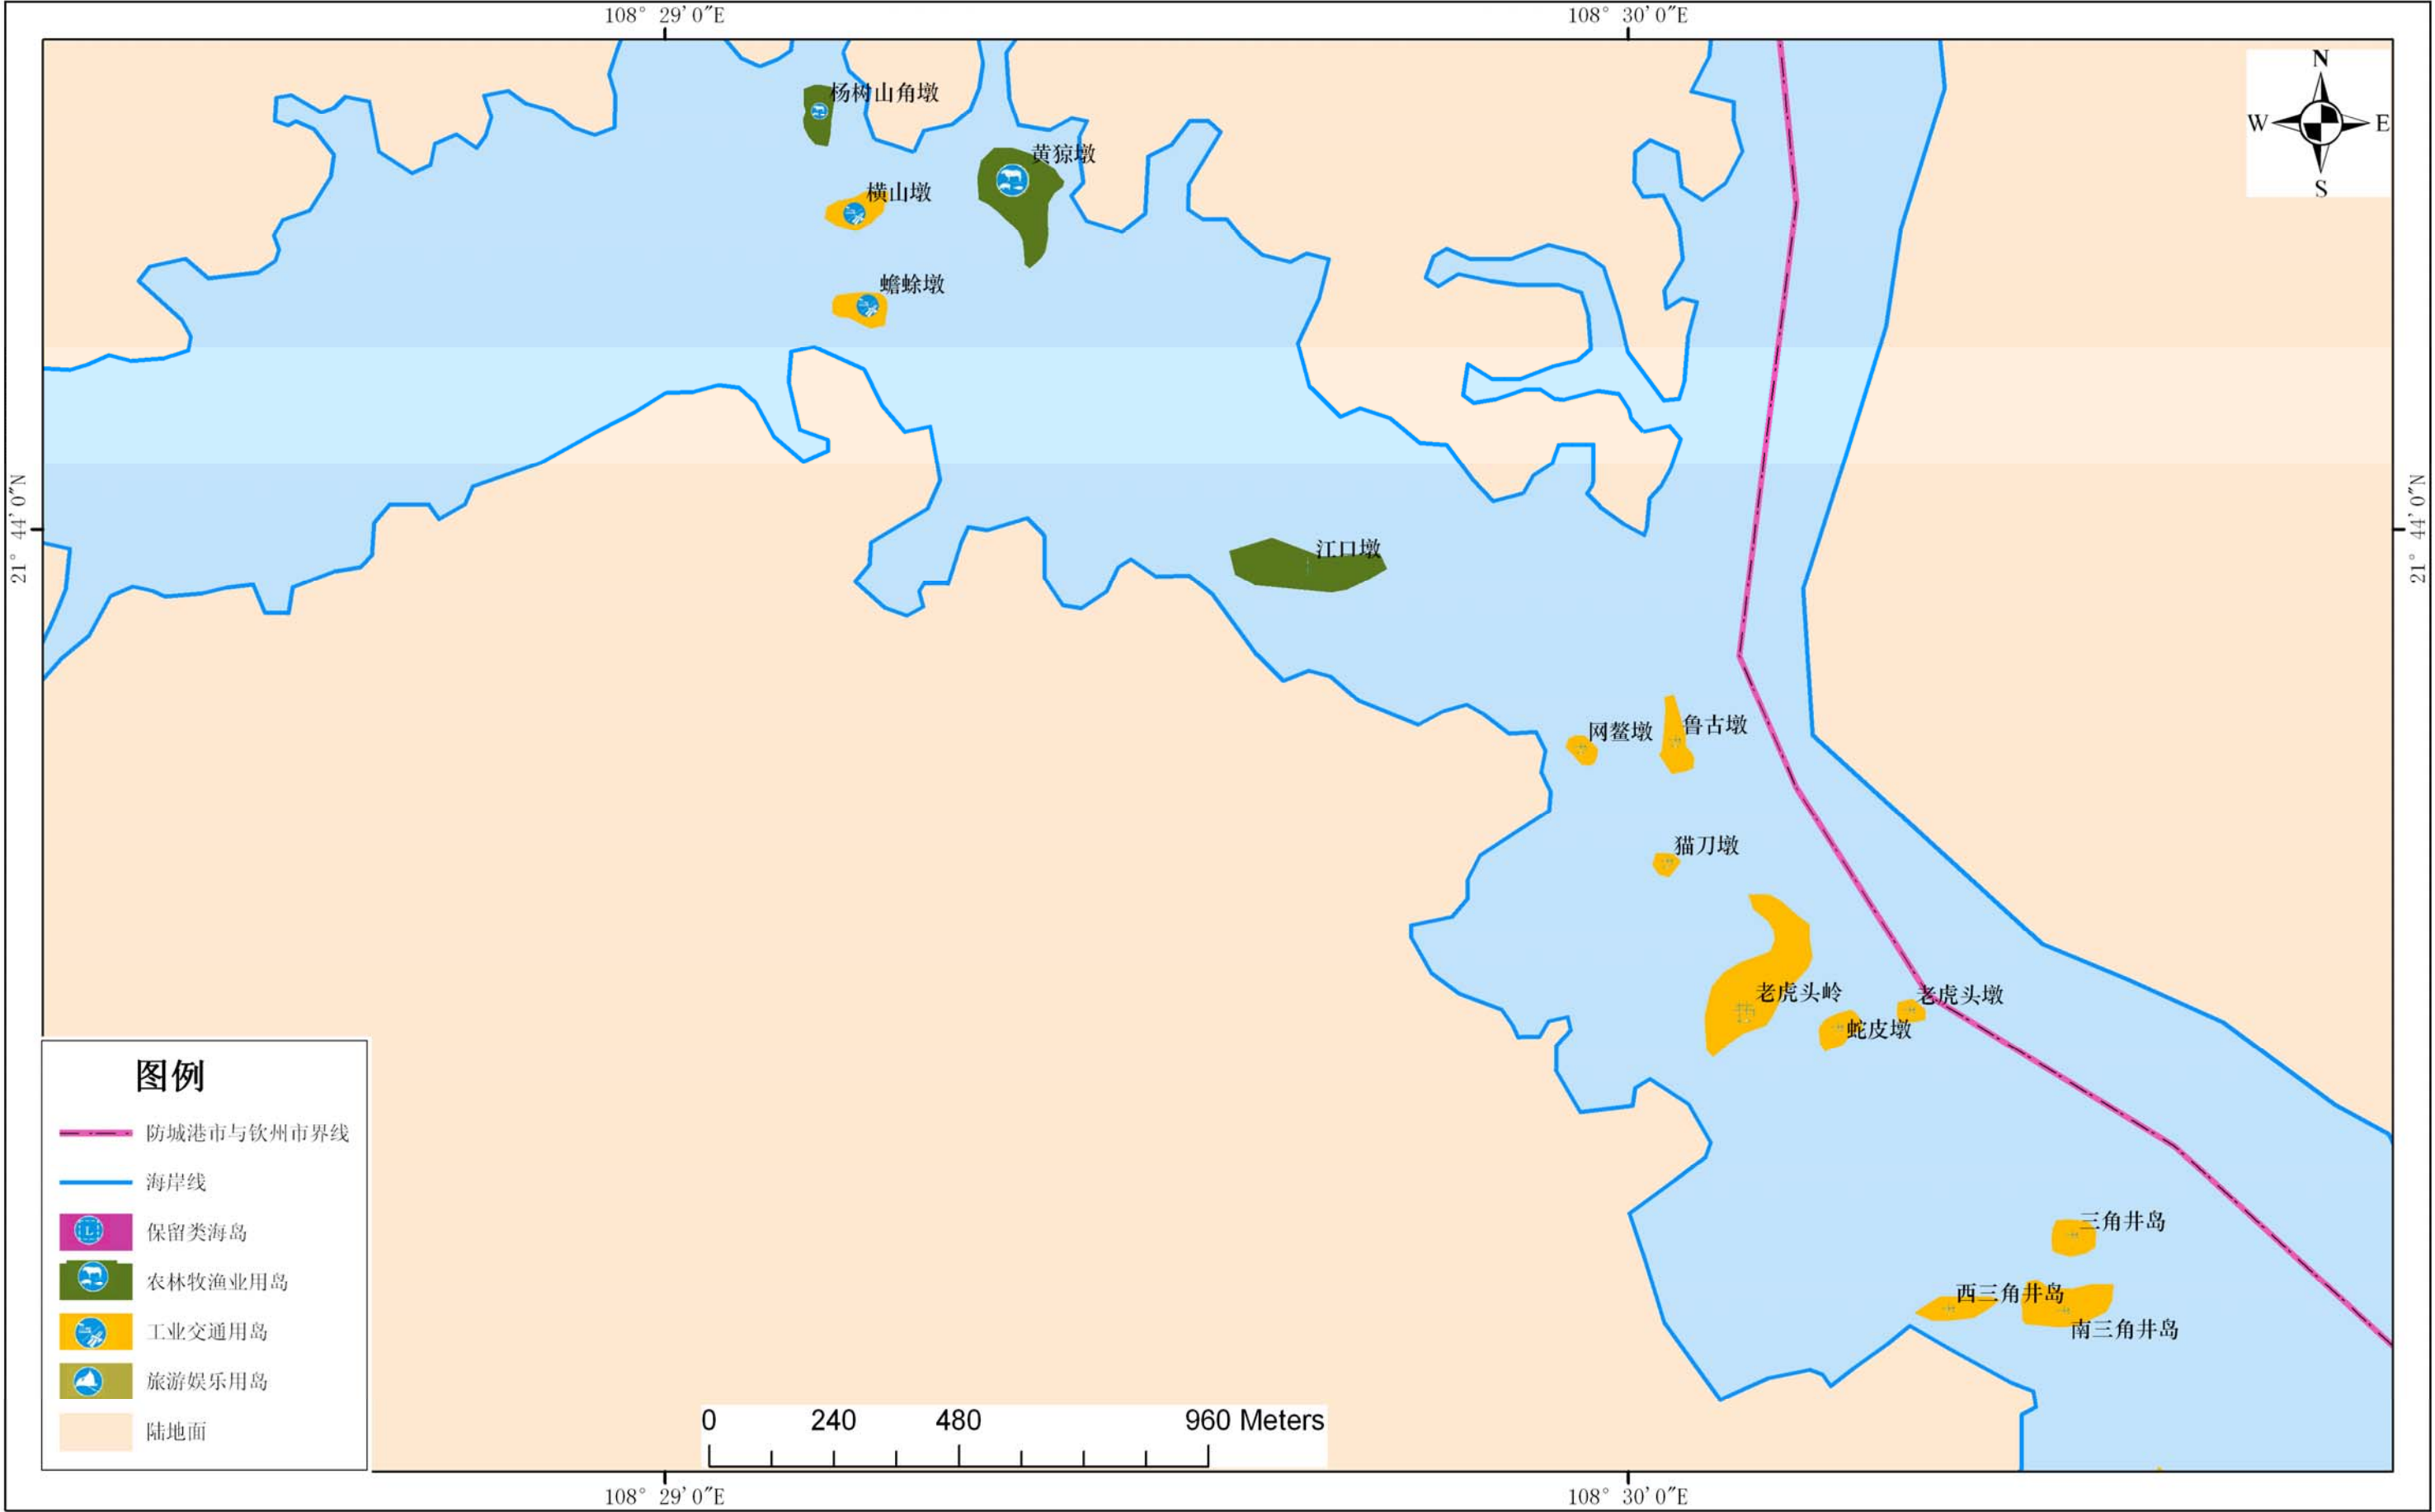 108° 29′0″E
108° 30′0″E
N
W
E
S
杨树山角墩
黄猄墩
横山墩
蟾蜍墩
21° 44′0″N
21° 44′0″N
江口墩
网鳌墩
鲁古墩
猫刀墩
老虎头岭
老虎头墩
蛇皮墩
三角井岛
西三角井岛
南三角井岛
图例
防城港市与钦州市界线
海岸线
L
保留类海岛
农林牧渔业用岛
工业交通用岛
旅游娱乐用岛
陆地面
0 240 480 960 Meters
108° 29′0″E
108° 30′0″E